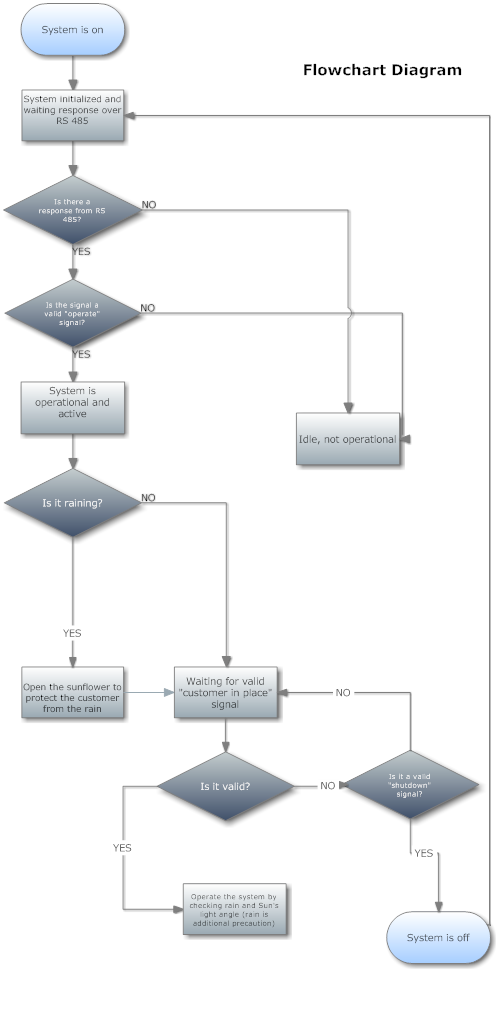 System is on
Flowchart Diagram
System initialized and
waiting response over
RS 485
Is there a
response from RS
485?
NO
YES
Is the signal a
valid "operate"
signal?
NO
YES
System is
operational and
active
Idle, not operational
Is it raining?
NO
YES
Open the sunflower to
protect the customer
from the rain
Waiting for valid
"customer in place"
signal
NO
Is it valid?
NO
Is it a valid
"shutdown"
signal?
YES
YES
Operate the system by
checking rain and Sun's
light angle (rain is
additional precaution)
System is off